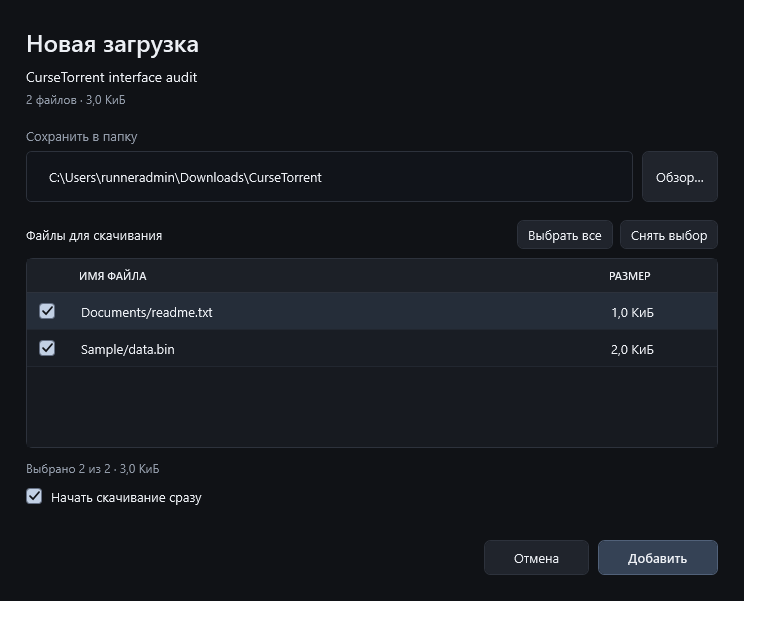 Новая загрузка
CurseTorrent interface audit
2 файлов · 3,0 КиБ
Сохранить в папку
C:\Users\runneradmin\Downloads\CurseTorrent
Обзор...
Файлы для скачивания
Выбрать все
Снять выбор
ИМЯ ФАЙЛА
РАЗМЕР
Documents/readme.txt
1,0 КиБ
Sample/data.bin
2,0 КиБ
Выбрано 2 из 2 · 3,0 КиБ
Начать скачивание сразу
Отмена
Добавить